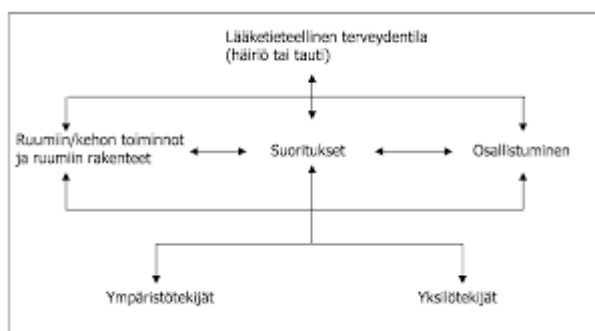 Lääketieteellinen terveydentila
(häiriö tai tauti)
Ruumiin/kehon toiminnot
ja ruumiin rakenteet
Suoritukset
Osallistuminen
Ympäristötekijät
Yksilötekijät